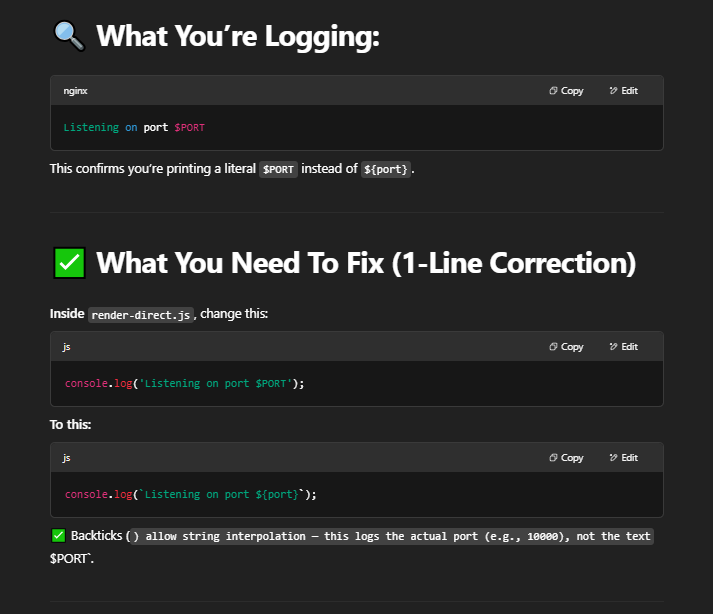 🔍 What You're Logging:
nginx Copy Edit
Listening on port $PORT
This confirms you're printing a literal $PORT instead of ${port}.
✅ What You Need To Fix (1-Line Correction)
Inside render-direct.js, change this:
js Copy Edit
console.log('Listening on port $PORT');
To this:
js Copy Edit
console.log(`Listening on port ${port}`);
✅ Backticks () allow string interpolation — this logs the actual port (e.g., 10000), not the text
$PORT`.